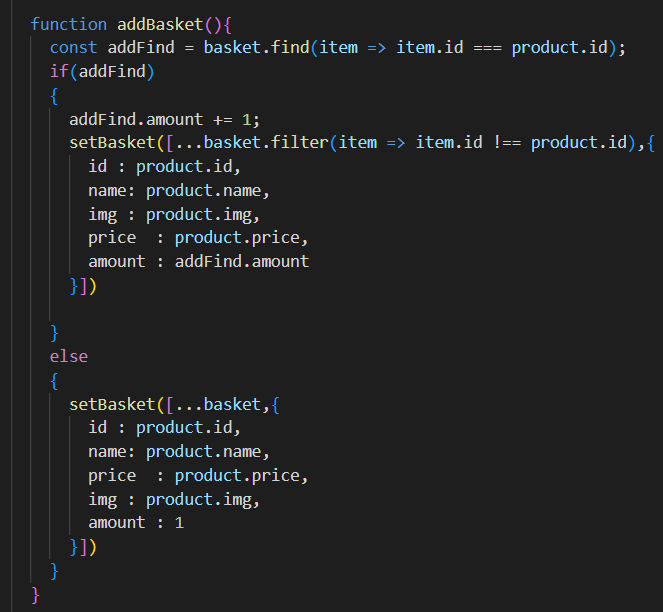 function addBasket(){
const addFind = basket.find(item => item.id === product.id);
if(addFind)
{
addFind.amount += 1;
setBasket([...basket.filter(item => item.id !== product.id),{
id : product.id,
name: product.name,
img : product.img,
price  : product.price,
amount : addFind.amount
}])
}
else
{
setBasket([...basket,{
id : product.id,
name: product.name,
price  : product.price,
img : product.img,
amount : 1
}])
}
}